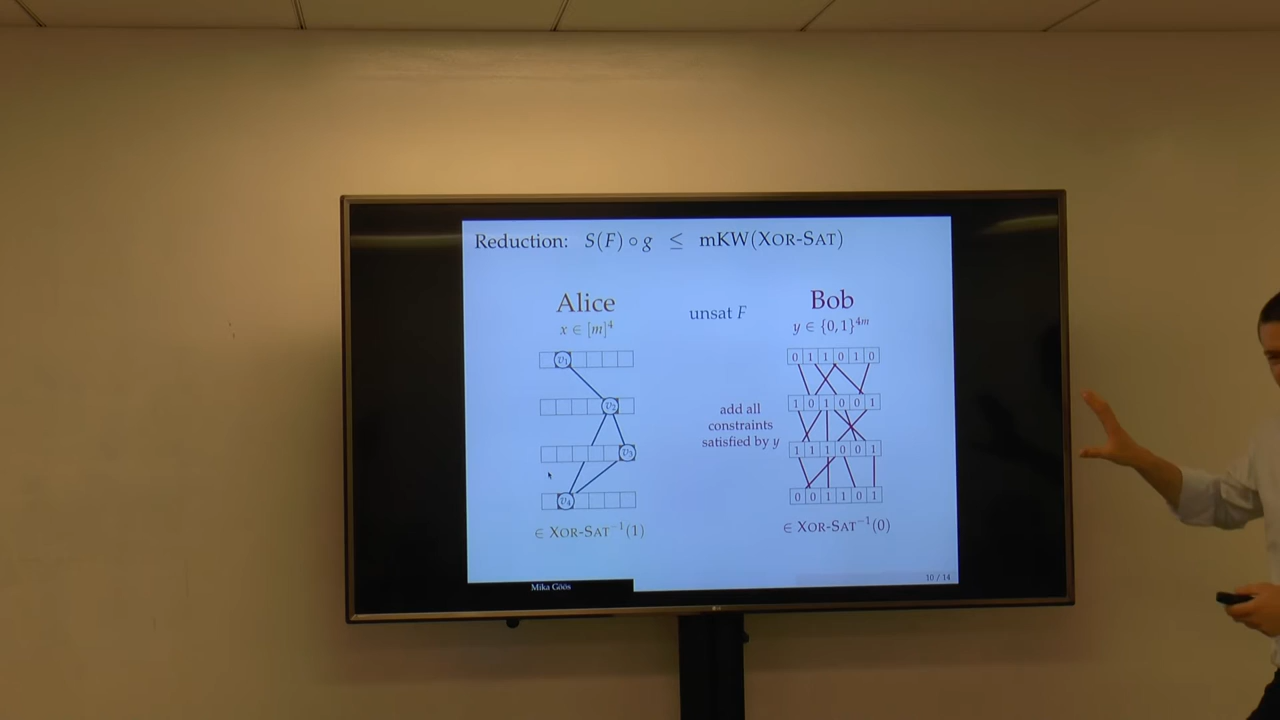 Reduction: S(F) ∘ g ≤ mKW(XOR-SAT)
Alice
x ∈ [m]⁴
unsat F
Bob
y ∈ {0,1}⁴ᵐ
v₁
0 1 1 0 1 0
v₂
1 0 1 0 0 1
add all
constraints
satisfied by y
v₃
1 1 1 0 0 1
v₄
0 0 1 1 0 1
∈ XOR-SAT⁻¹(1)
∈ XOR-SAT⁻¹(0)
Mika Göös
10 / 14
LG